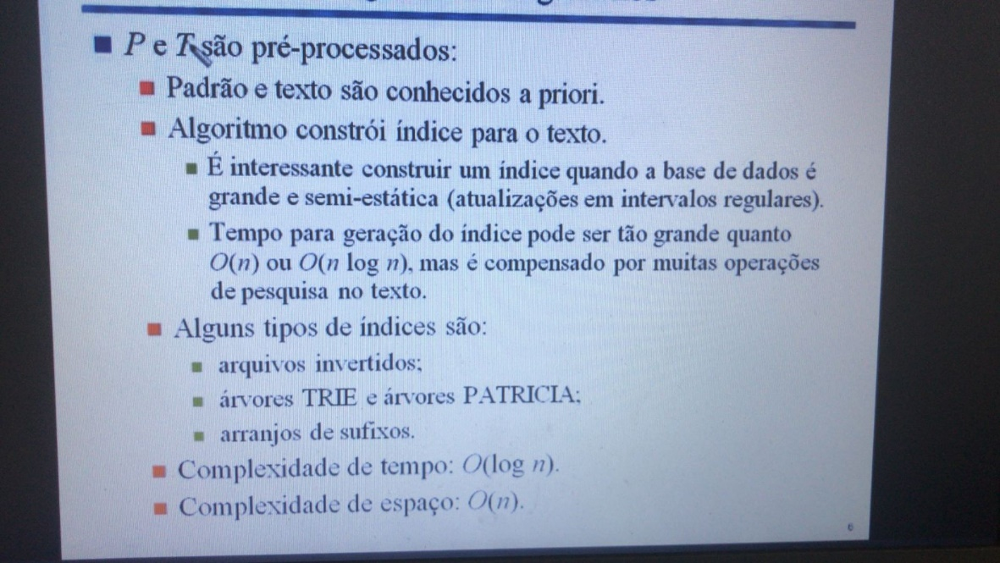 P e T são pré-processados:
Padrão e texto são conhecidos a priori.
Algoritmo constrói índice para o texto.
É interessante construir um índice quando a base de dados é
grande e semi-estática (atualizações em intervalos regulares).
Tempo para geração do índice pode ser tão grande quanto
O(n) ou O(n log n), mas é compensado por muitas operações
de pesquisa no texto.
Alguns tipos de índices são:
arquivos invertidos;
árvores TRIE e árvores PATRICIA;
arranjos de sufixos.
Complexidade de tempo: O(log n).
Complexidade de espaço: O(n).
6